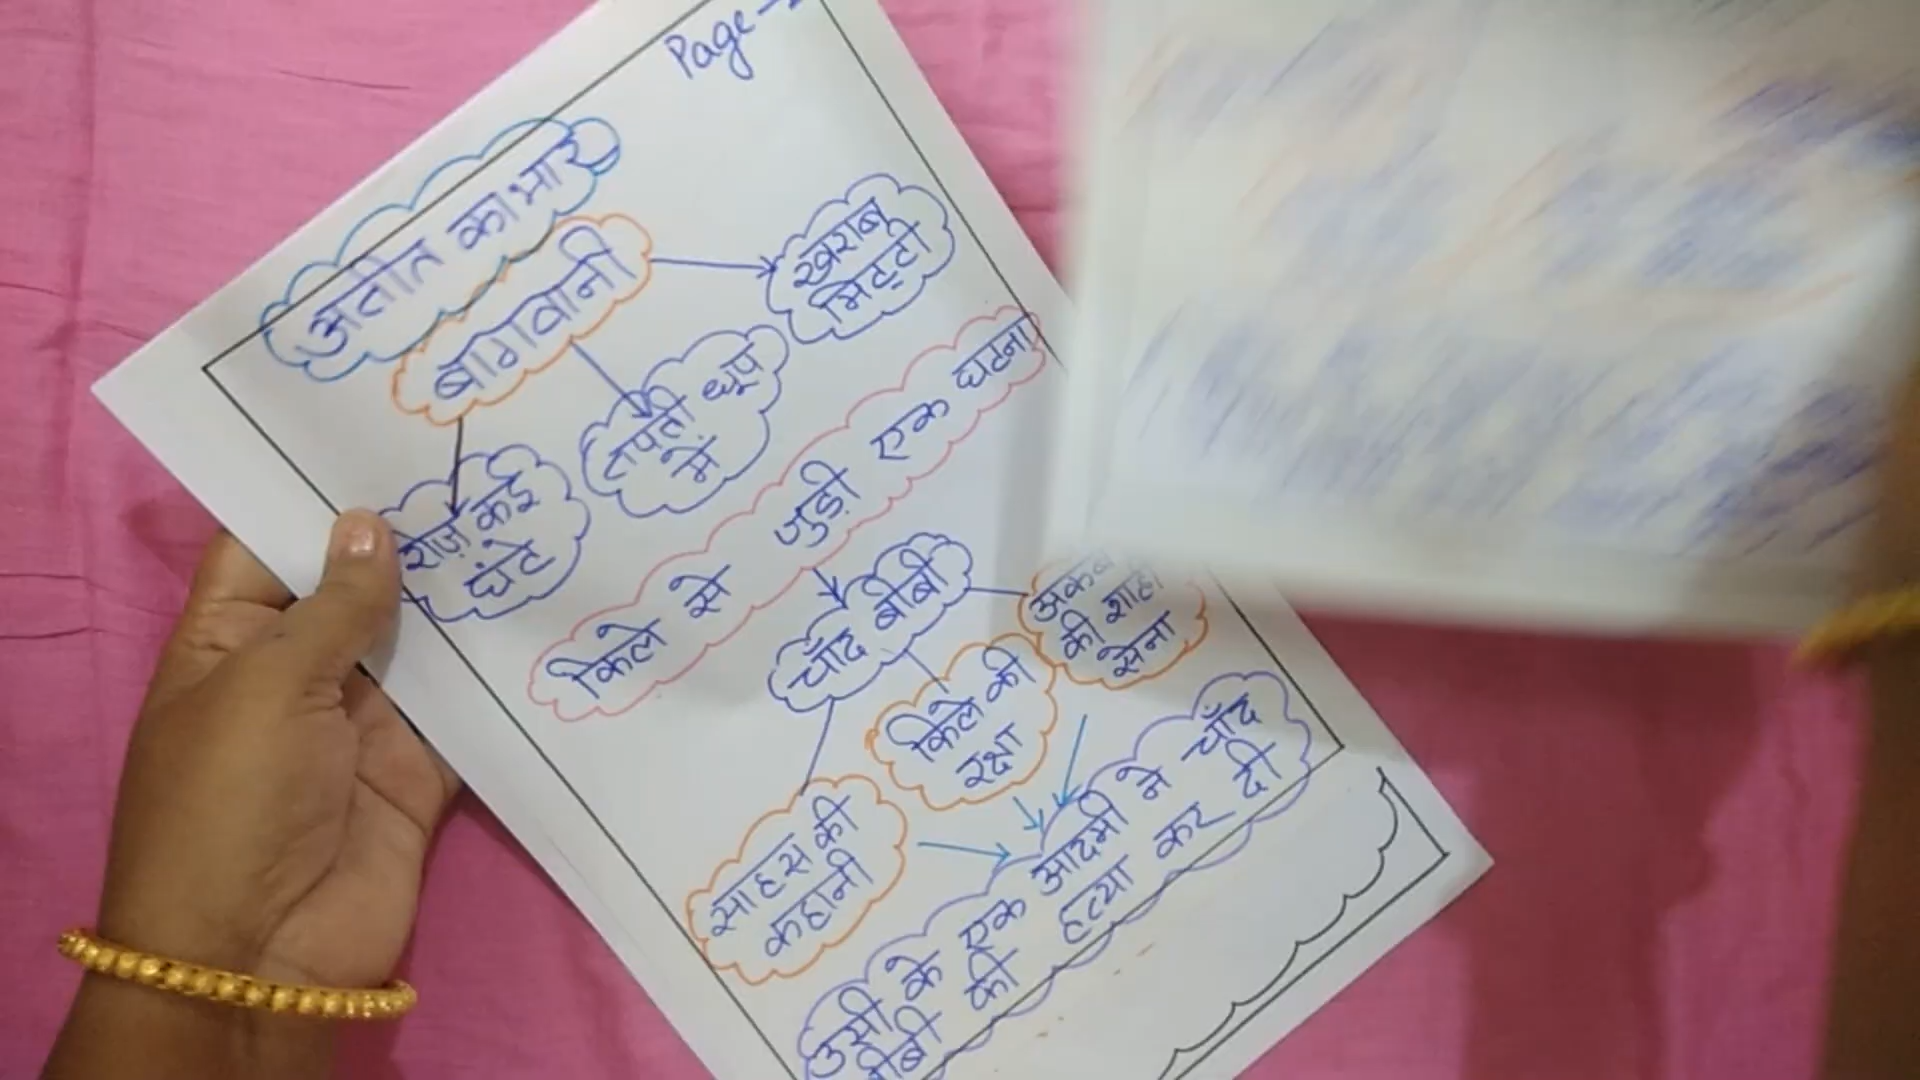 Page-
अतीत का भार
बागवानी
खराब
मिट्टी
तपती धूप
में
रोज़ कई
घंटे
किले से जुड़ी एक घटना
चाँद बीबी
की शाही
सेना
किले की
रक्षा
साहस की
कहानी
उसी के एक आदमी ने चाँद
बीबी की हत्या कर दी